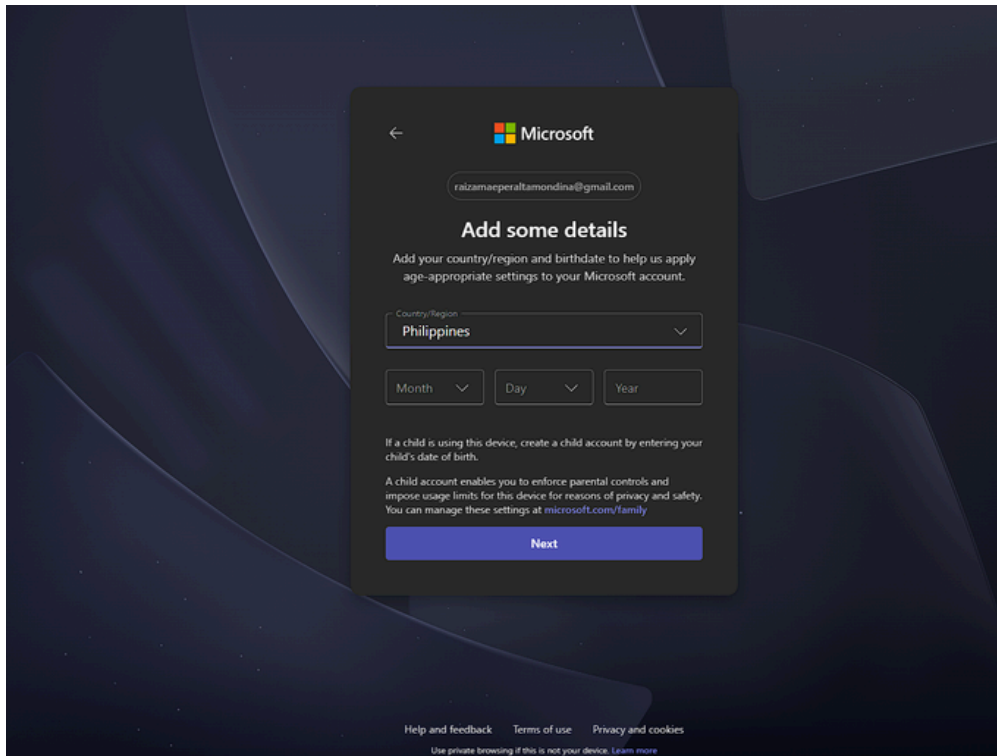 Microsoft
raizamaeperaltamondina@gmail.com
Add some details
Add your country/region and birthdate to help us apply
age-appropriate settings to your Microsoft account.
Country/Region
Philippines
Month
Day
Year
If a child is using this device, create a child account by entering your
child's date of birth.
A child account enables you to enforce parental controls and
impose usage limits for this device for reasons of privacy and safety.
You can manage these settings at microsoft.com/family
Next
Help and feedback Terms of use Privacy and cookies
Use private browsing if this is not your device. Learn more